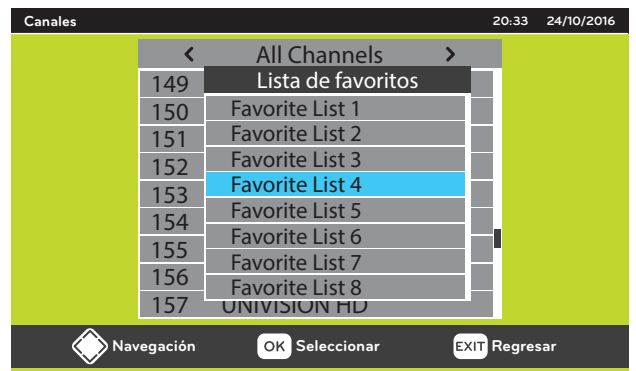 Canales 20:33 24/10/2016
All Channels
Lista de favoritos
149
150 Favorite List 1
151 Favorite List 2
152 Favorite List 3
153 Favorite List 4
154 Favorite List 5
155 Favorite List 6
156 Favorite List 7
Favorite List 8
157 UNIVISION HD
Navegación OK Seleccionar EXIT Regresar